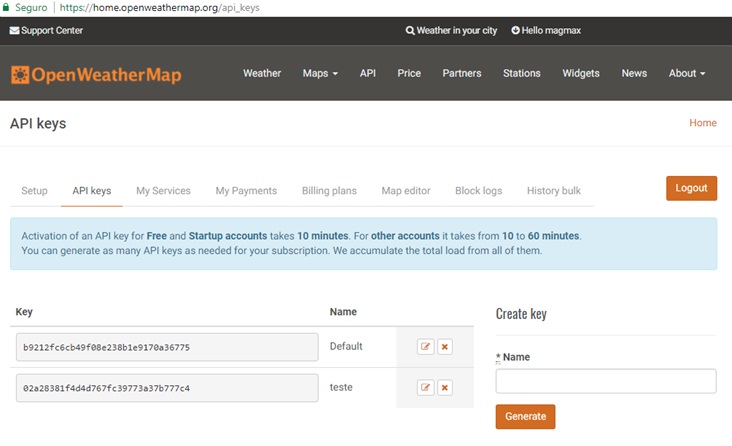 Seguro | https://home.openweathermap.org/api_keys
Support Center Weather in your city Hello magmax
OpenWeatherMap Weather Maps API Price Partners Stations Widgets News About
API keys Home
Setup API keys My Services My Payments Billing plans Map editor Block logs History bulk Logout
Activation of an API key for Free and Startup accounts takes 10 minutes. For other accounts it takes from 10 to 60 minutes.
You can generate as many API keys as needed for your subscription. We accumulate the total load from all of them.
Key Name Create key
b9212fc6cb49f08e238b1e9170a36775 Default
* Name
02a28381f4d4d767fc39773a37b777c4 teste
Generate